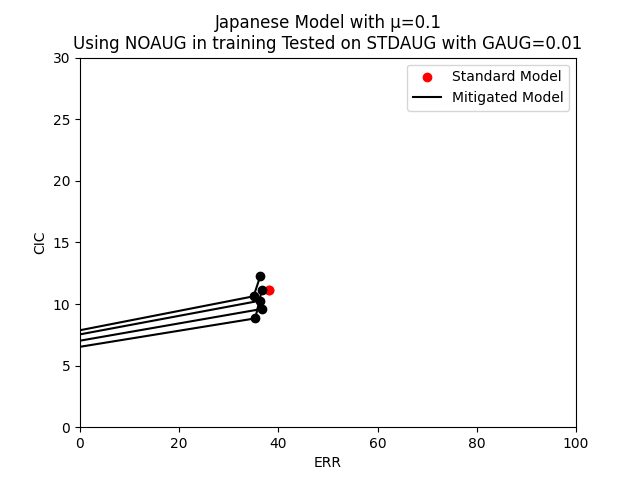 Japanese Model with μ=0.1
Using NOAUG in training Tested on STDAUG with GAUG=0.01
Standard Model
Mitigated Model
30
25
20
15
10
5
0
CIC
0 20 40 60 80 100
ERR